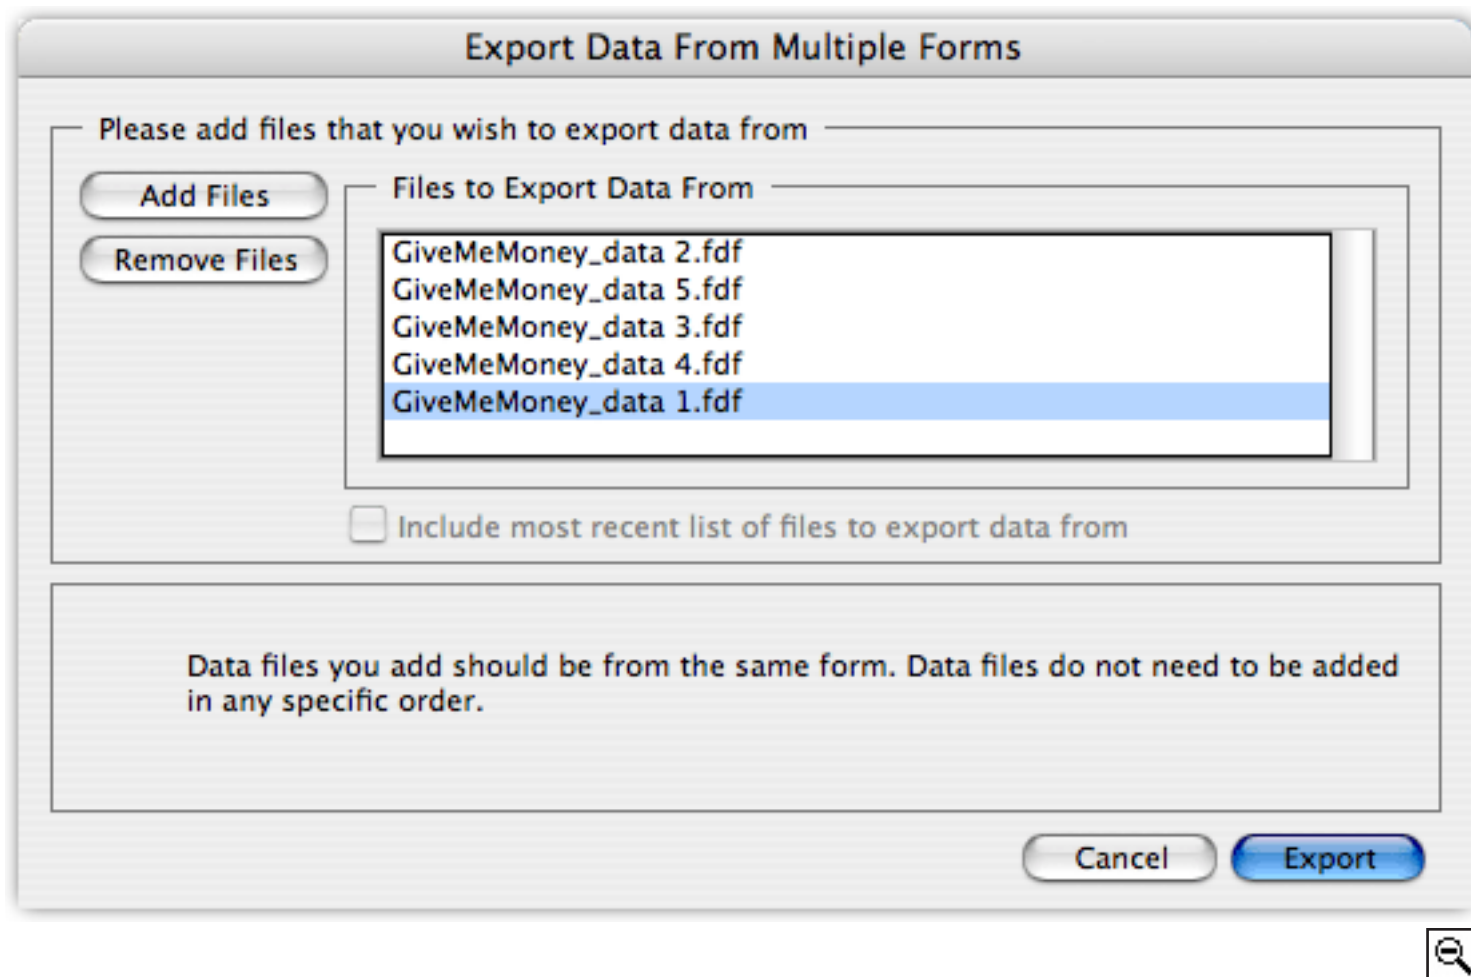 Export Data From Multiple Forms
Please add files that you wish to export data from
Add Files
Remove Files
Files to Export Data From
GiveMeMoney_data 2.fdf
GiveMeMoney_data 5.fdf
GiveMeMoney_data 3.fdf
GiveMeMoney_data 4.fdf
GiveMeMoney_data 1.fdf
Include most recent list of files to export data from
Data files you add should be from the same form. Data files do not need to be added
in any specific order.
Cancel
Export